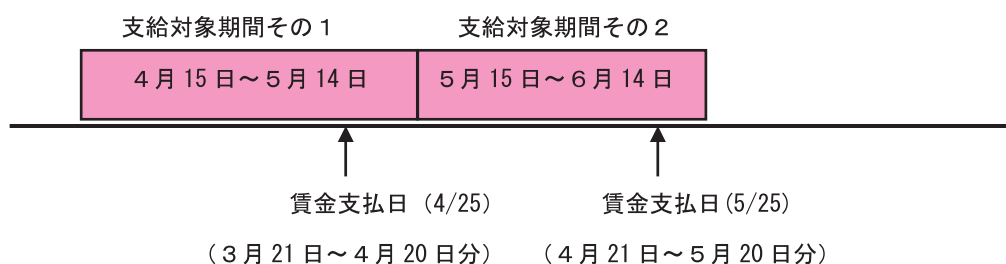 支給対象期間その１　支給対象期間その２
４月 15 日～５月 14 日　５月 15 日～６月 14 日
賃金支払日（4/25）　賃金支払日(5/25)
（３月 21 日～４月 20 日分）　（４月 21 日～５月 20 日分）